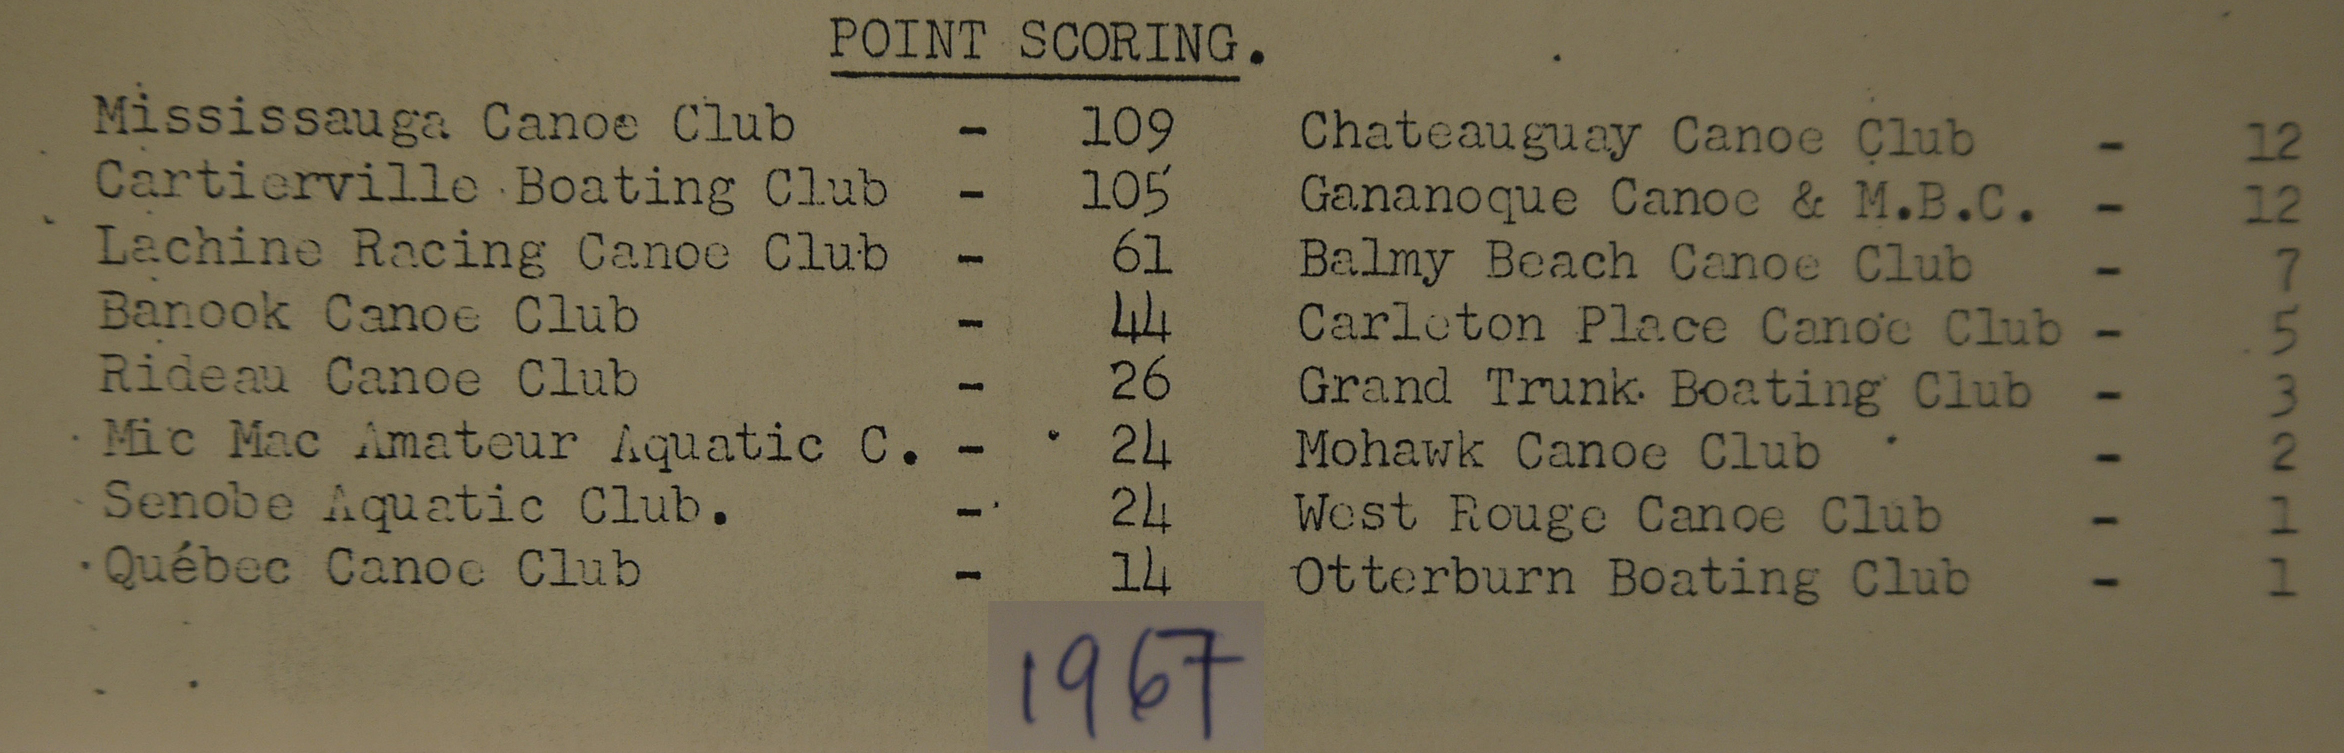 POINT SCORING.
Mississauga Canoe Club - 109
Cartierville Boating Club - 105
Lachine Racing Canoe Club - 61
Banook Canoe Club - 44
Rideau Canoe Club - 26
Mic Mac Amateur Aquatic C. - 24
Senobe Aquatic Club. - 24
Québec Canoe Club - 14
Chateauguay Canoe Club - 12
Gananoque Canoe & M.B.C. - 12
Balmy Beach Canoe Club - 7
Carleton Place Canoe Club - 5
Grand Trunk Boating Club - 3
Mohawk Canoe Club - 2
West Rouge Canoe Club - 1
Otterburn Boating Club - 1
1967